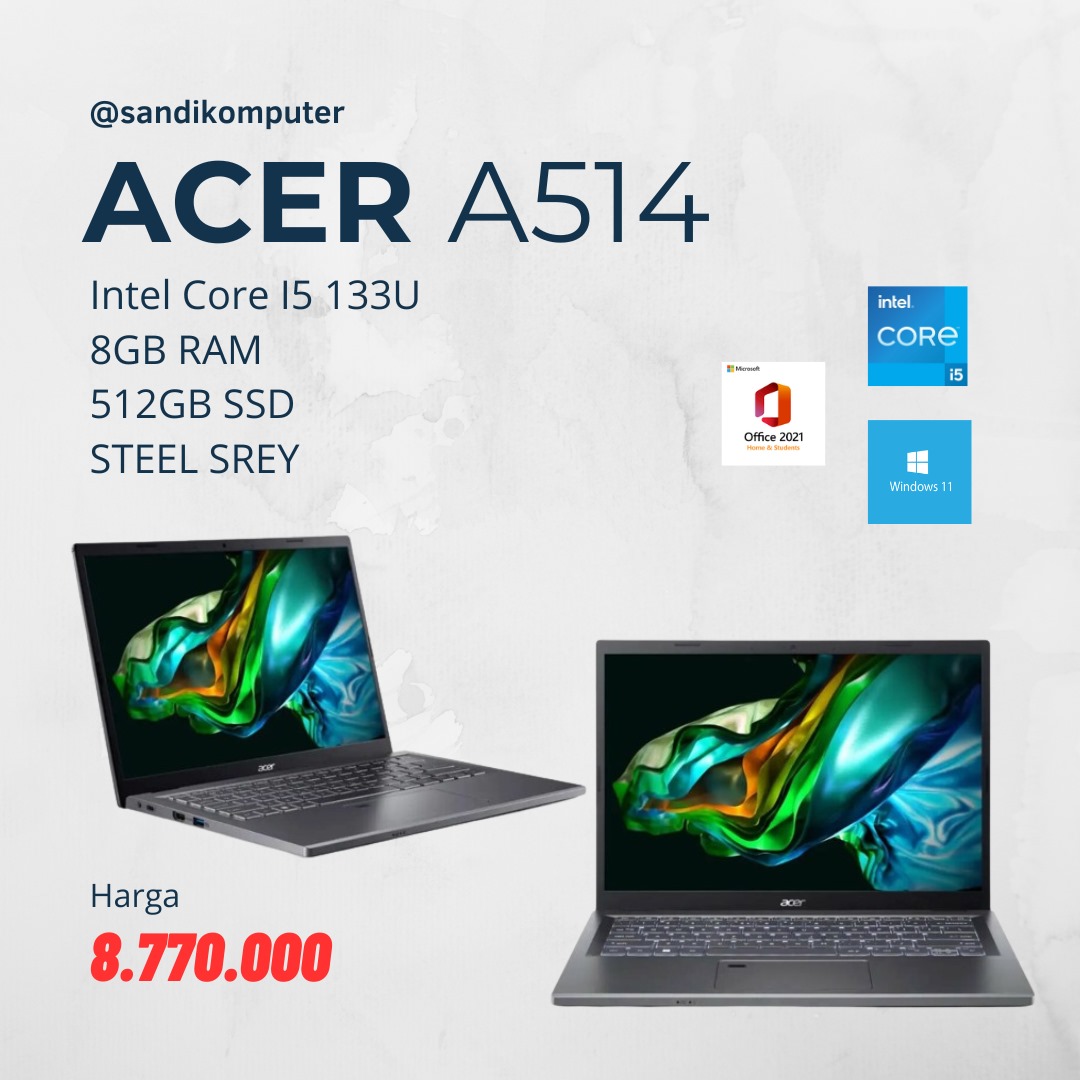 @sandikomputer
ACER A514
Intel Core I5 133U
8GB RAM
512GB SSD
STEEL SREY
intel.
CORE
i5
Microsoft
Office 2021
Home & Students
Windows 11
acer
acer
Harga
8.770.000